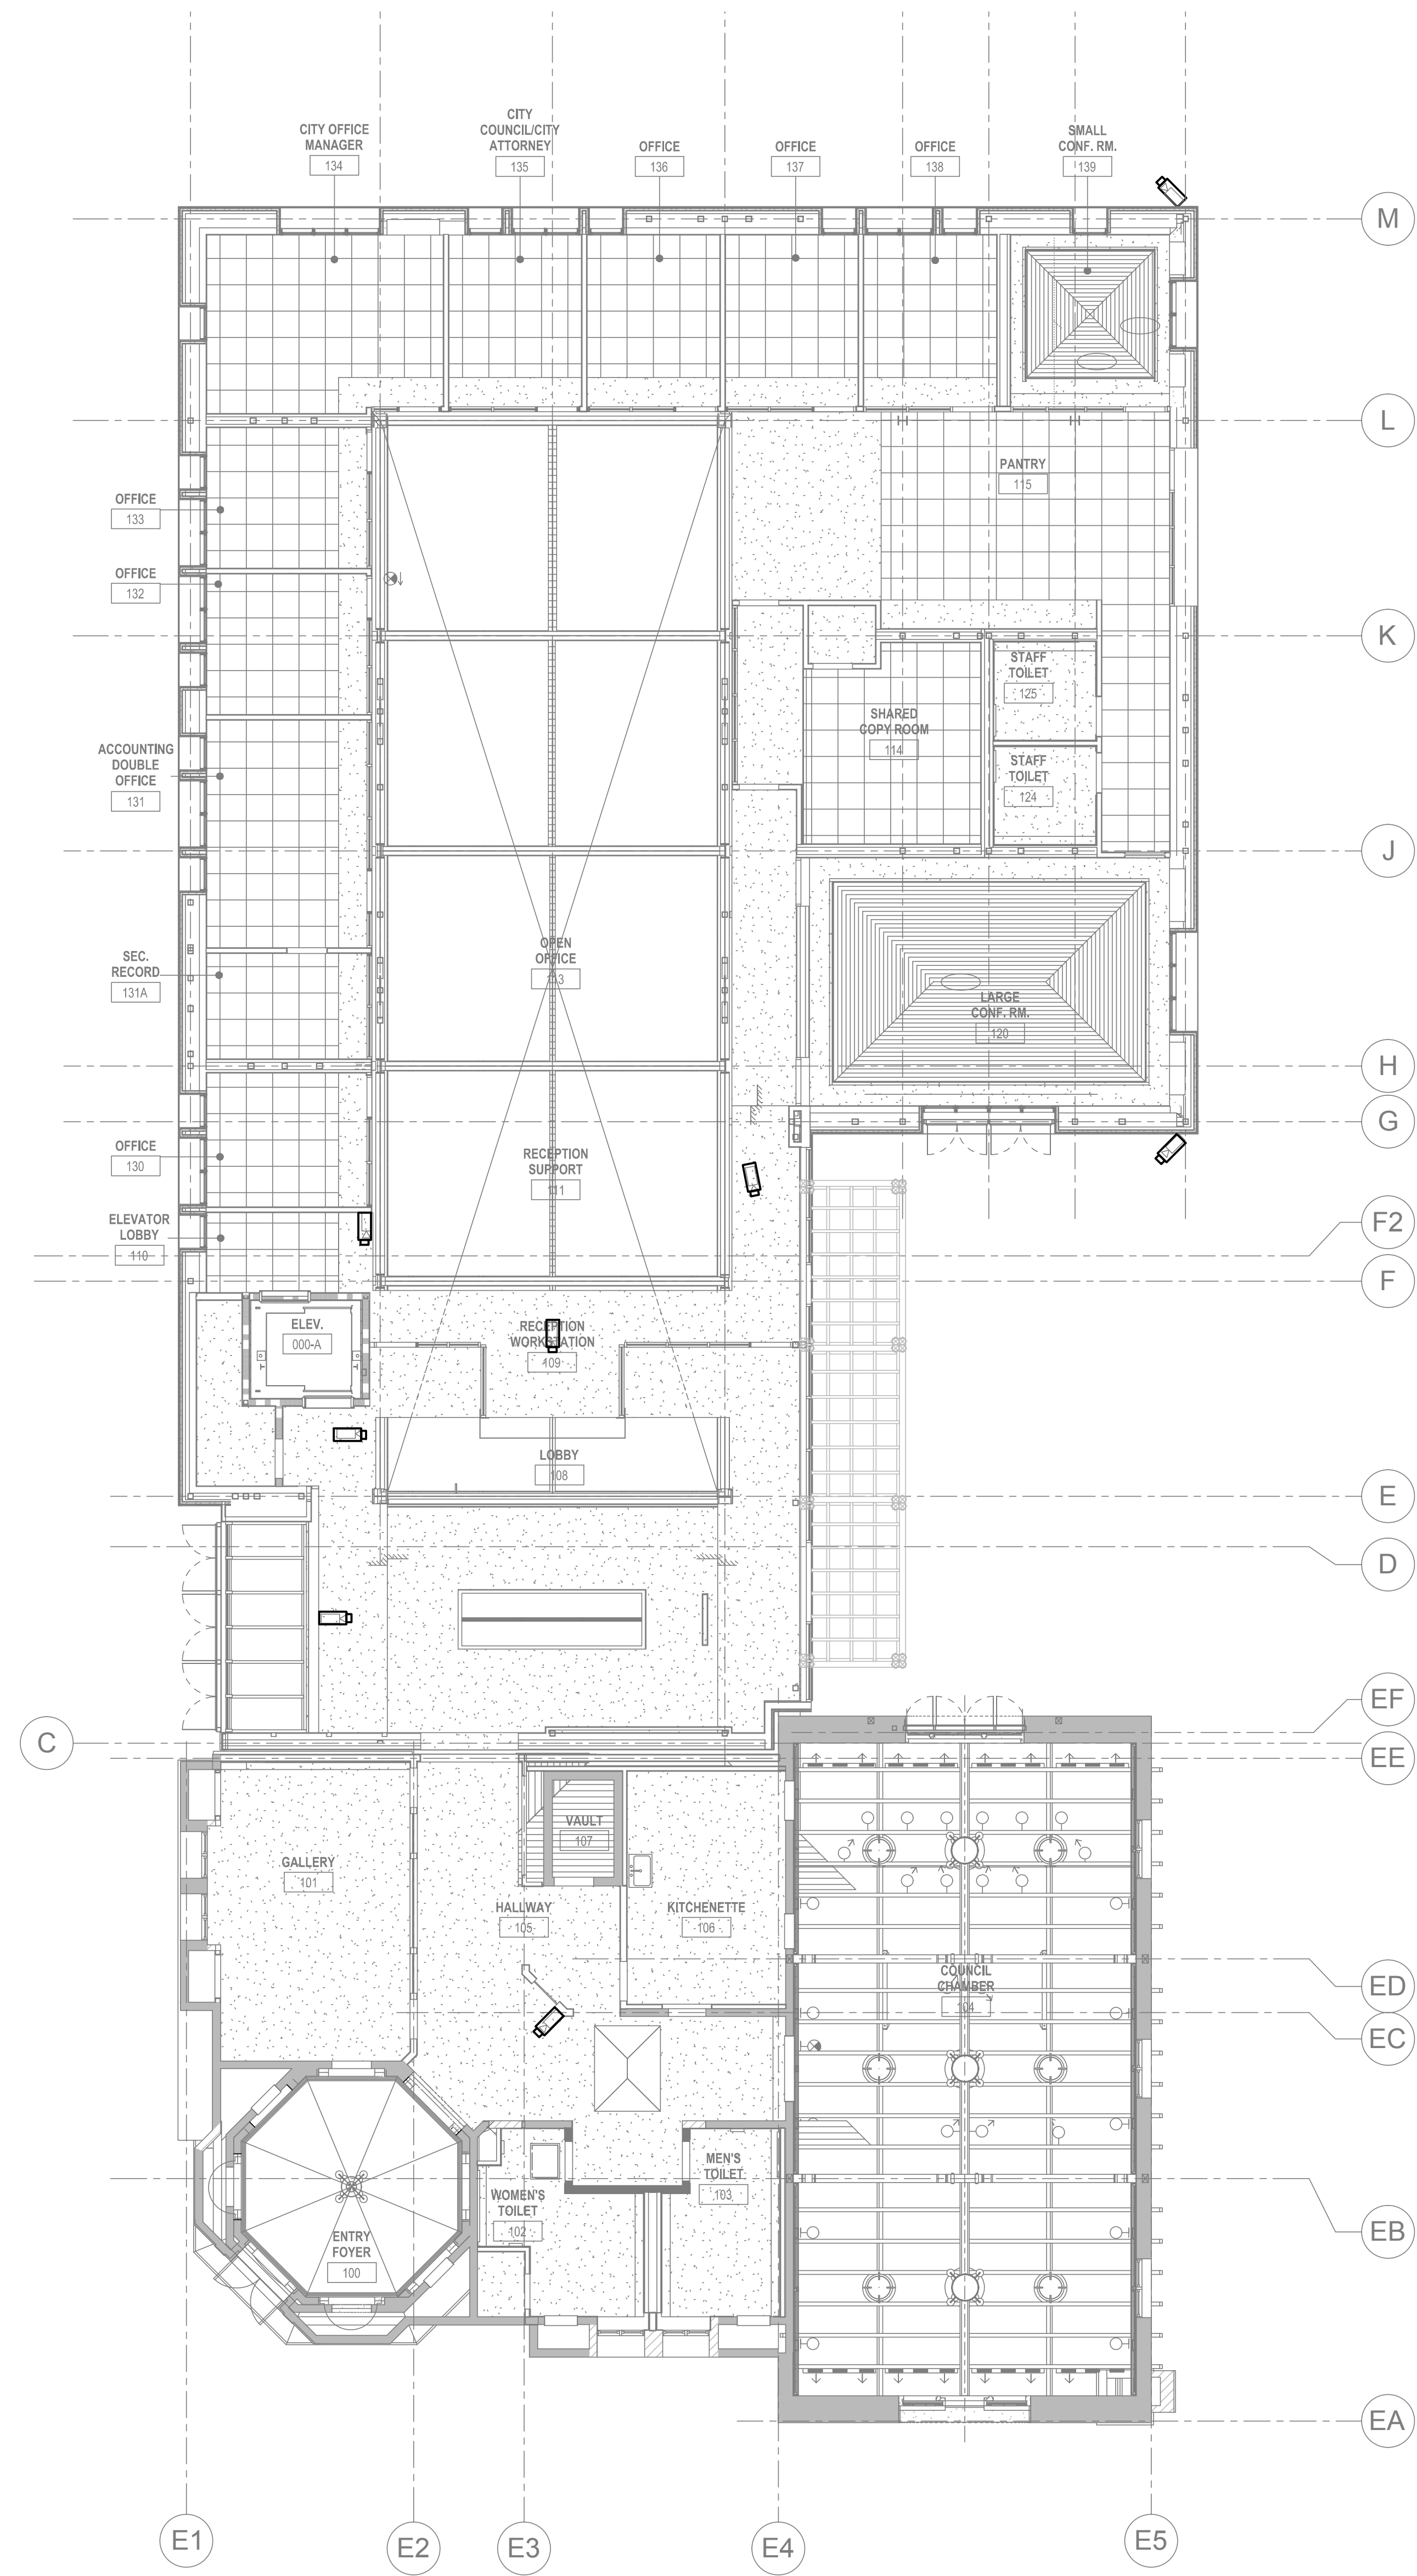 CITY OFFICE
MANAGER
134
CITY
COUNCIL/CITY
ATTORNEY
135
OFFICE
136
OFFICE
137
OFFICE
138
SMALL
CONF. RM.
139
M
L
PANTRY
115
OFFICE
133
OFFICE
132
K
STAFF
TOILET
125
SHARED
COPY ROOM
114
STAFF
TOILET
124
ACCOUNTING
DOUBLE
OFFICE
131
J
OPEN
OFFICE
113
SEC.
RECORD
131A
LARGE
CONF. RM.
120
H
G
OFFICE
130
RECEPTION
SUPPORT
111
ELEVATOR
LOBBY
110
F2
F
ELEV.
000-A
RECEPTION
WORKSTATION
109
LOBBY
108
E
D
EF
C
EE
VAULT
107
GALLERY
101
HALLWAY
105
KITCHENETTE
106
COUNCIL
CHAMBER
104
ED
EC
MEN'S
TOILET
103
WOMEN'S
TOILET
102
EB
ENTRY
FOYER
100
EA
E1
E2
E3
E4
E5